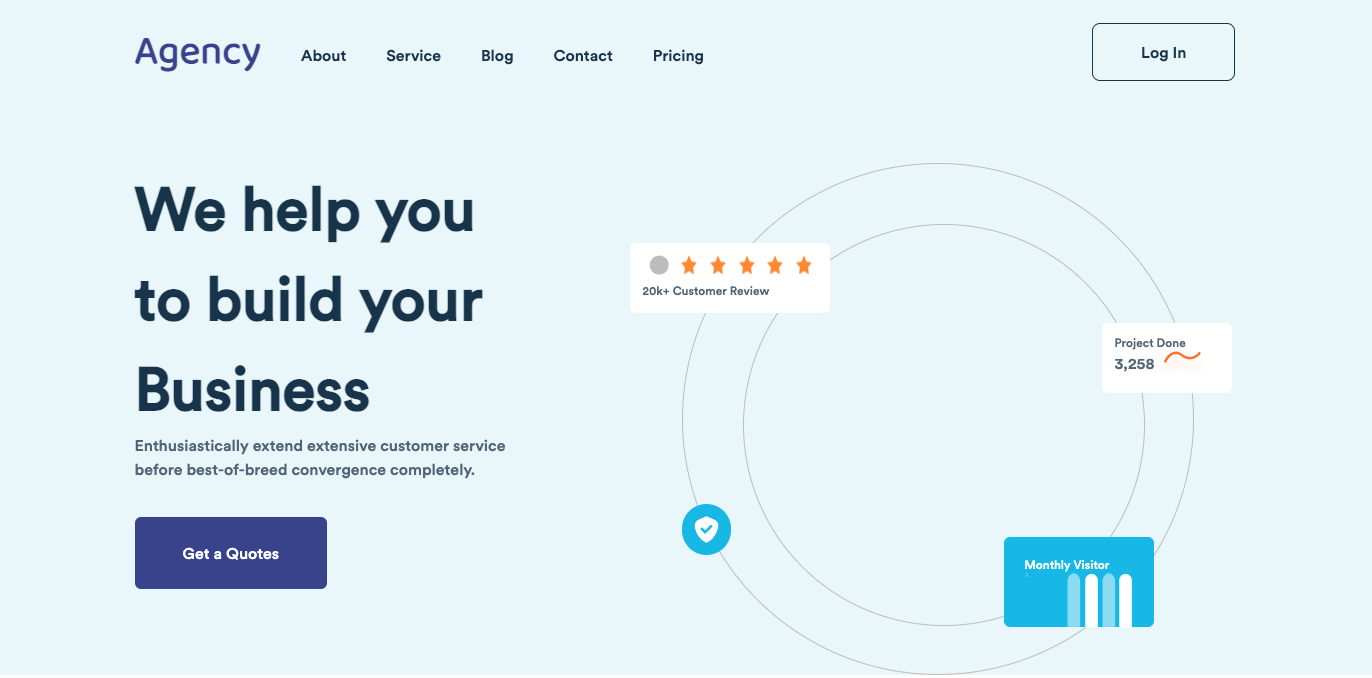 Agency
About
Service
Blog
Contact
Pricing
Log In
We help you
to build your
Business
Enthusiastically extend extensive customer service
before best-of-breed convergence completely.
Get a Quotes
20k+ Customer Review
Project Done
3,258
Monthly Visitor